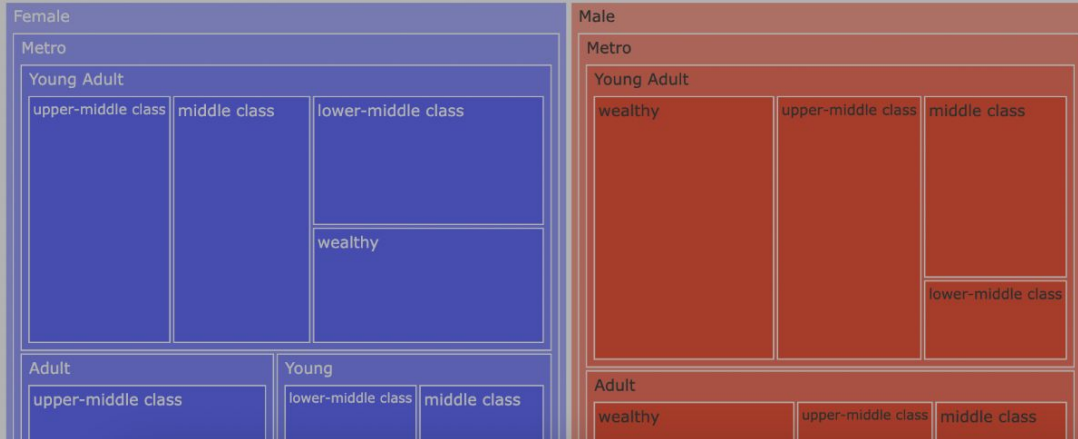 Female
Metro
Young Adult
upper-middle class
middle class
lower-middle class
wealthy
Adult
upper-middle class
Young
lower-middle class
middle class
Male
Metro
Young Adult
wealthy
upper-middle class
middle class
lower-middle class
Adult
wealthy
upper-middle class
middle class